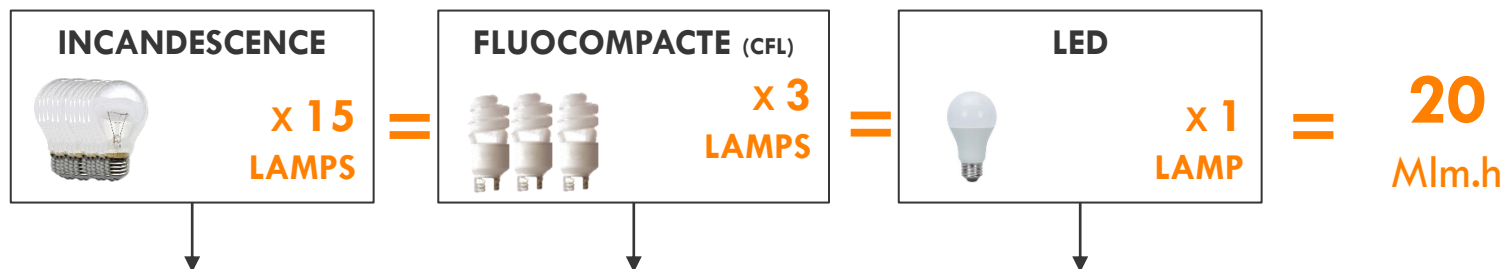 INCANDESCENCE
x 15
LAMPS
=
FLUOCOMPACTE (CFL)
x 3
LAMPS
=
LED
x 1
LAMP
=
20
Mlm.h